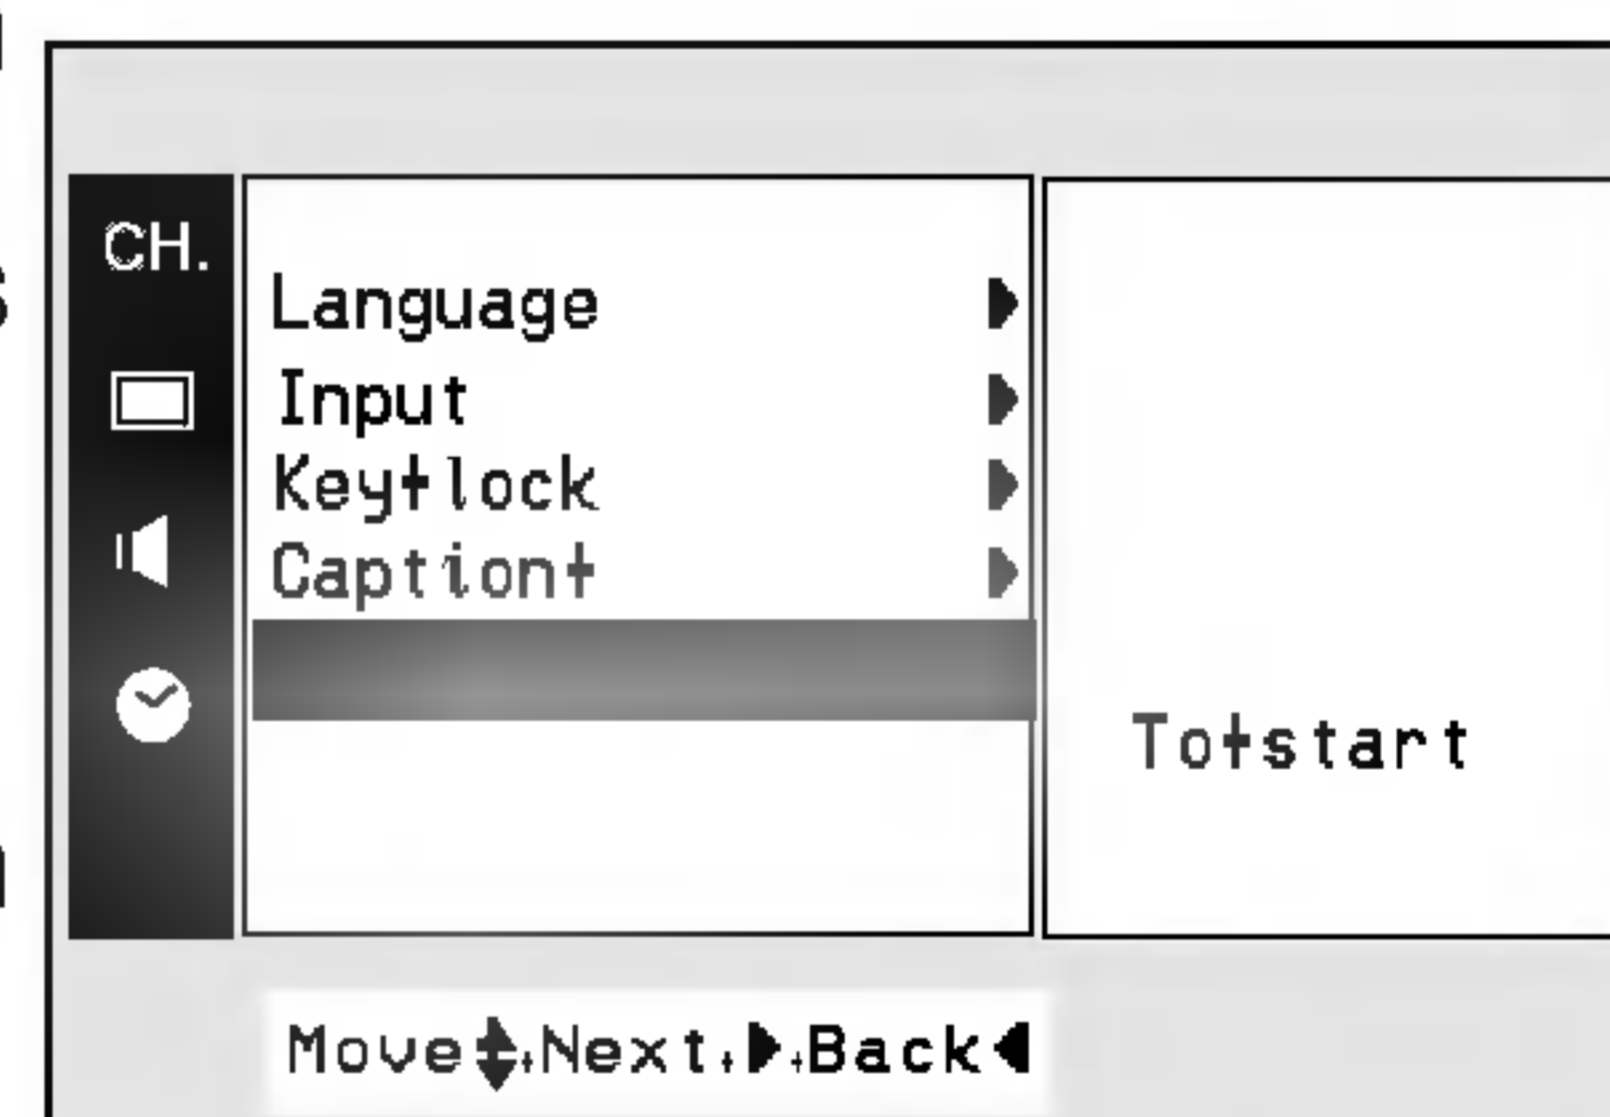 CH.
Language
Input
Key†lock
Caption†
To†start
Move Next Back